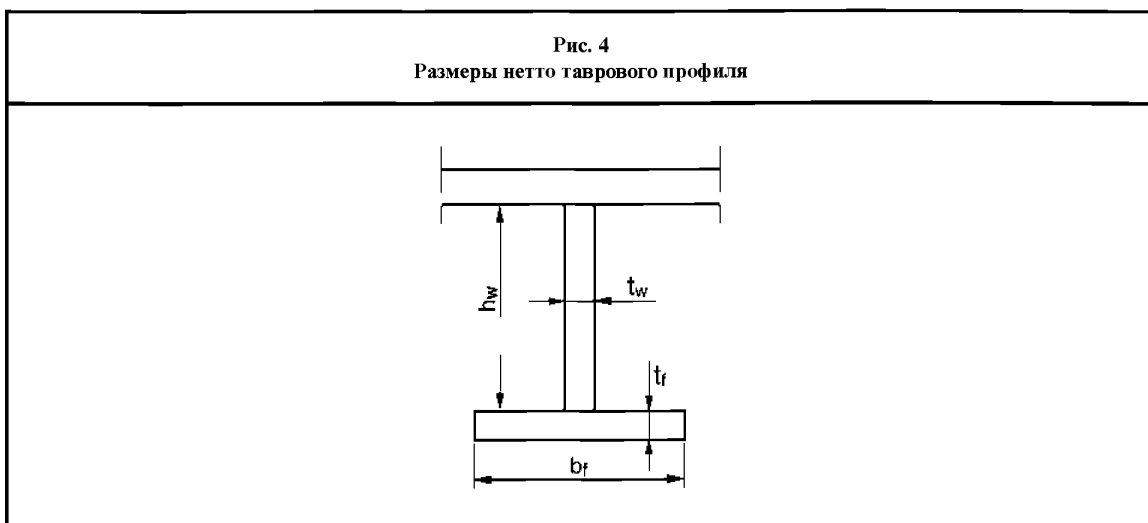 Рис. 4
Размеры нетто таврового профиля
hw
tw
tf
bf